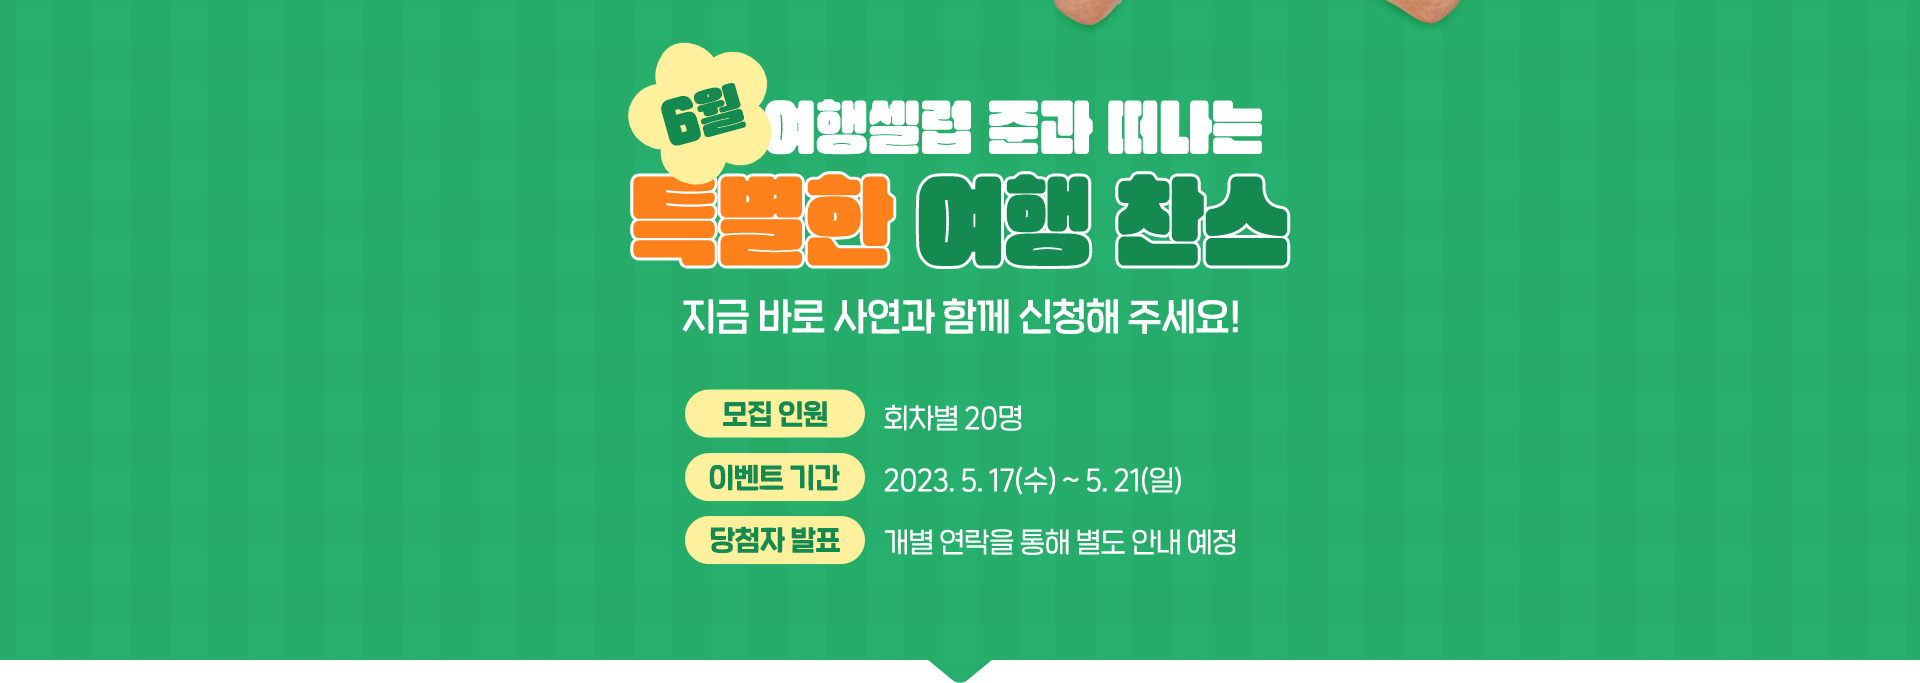 6월
여행셀럽 준과 떠나는
특별한 여행 찬스
지금 바로 사연과 함께 신청해 주세요!
모집 인원 회차별 20명
이벤트 기간 2023. 5. 17(수) ~ 5. 21(일)
당첨자 발표 개별 연락을 통해 별도 안내 예정